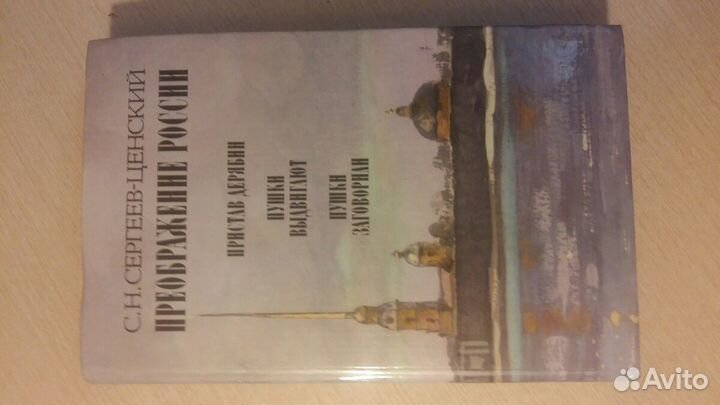 С.Н. СЕРГЕЕВ-ЦЕНСКИЙ
ПРЕОБРАЖЕНИЕ РОССИИ
ПРИСТАВ ДЕРЯБИН
ПУШКИ
ВЫДВИГАЮТ
ПУШКИ
ЗАГОВОРИЛИ
Avito